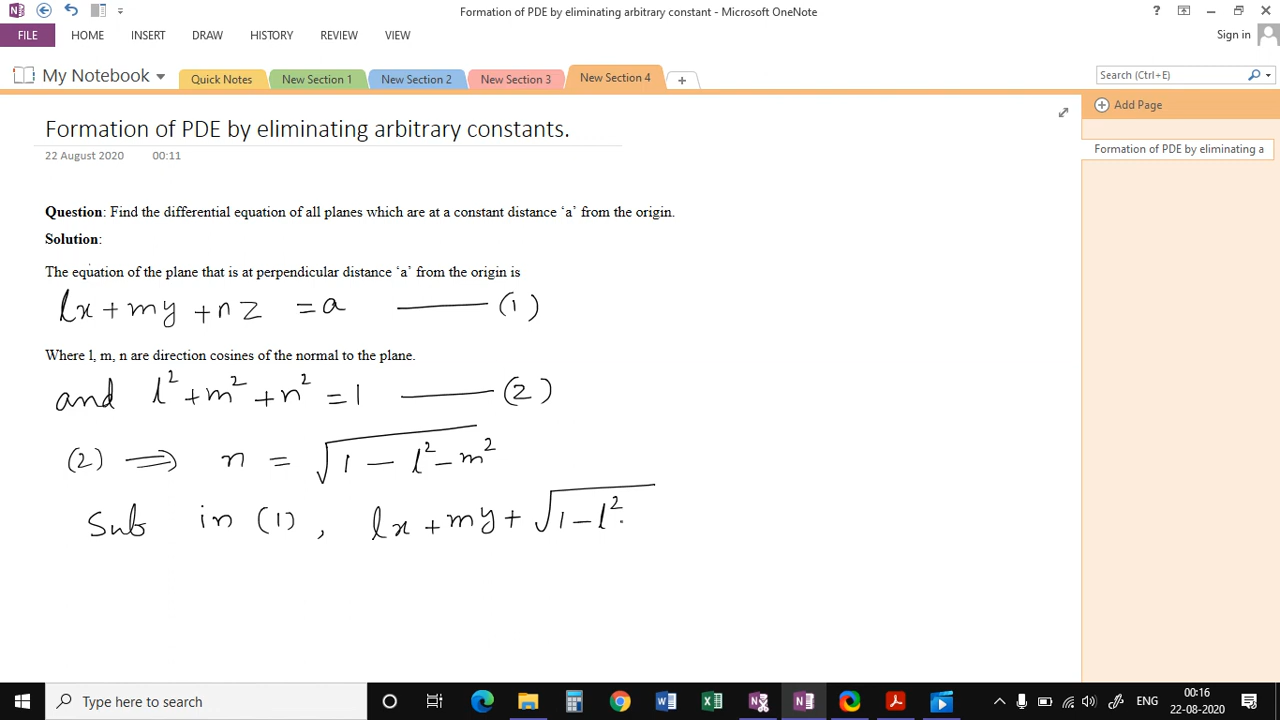 Formation of PDE by eliminating arbitrary constant - Microsoft OneNote
?
Sign in
FILE HOME INSERT DRAW HISTORY REVIEW VIEW
My Notebook
Quick Notes New Section 1 New Section 2 New Section 3 New Section 4 +
Search (Ctrl+E)
Add Page
Formation of PDE by eliminating a
Formation of PDE by eliminating arbitrary constants.
22 August 2020 00:11
Question: Find the differential equation of all planes which are at a constant distance ‘a’ from the origin.
Solution:
The equation of the plane that is at perpendicular distance ‘a’ from the origin is
lx + my + nz = a —— (1)
Where l, m, n are direction cosines of the normal to the plane.
and l² + m² + n² = 1 —— (2)
(2) ⟹ n = √(1 − l² − m²)
Sub in (1), lx + my + √1 − l²
Type here to search
ENG
00:16
22-08-2020